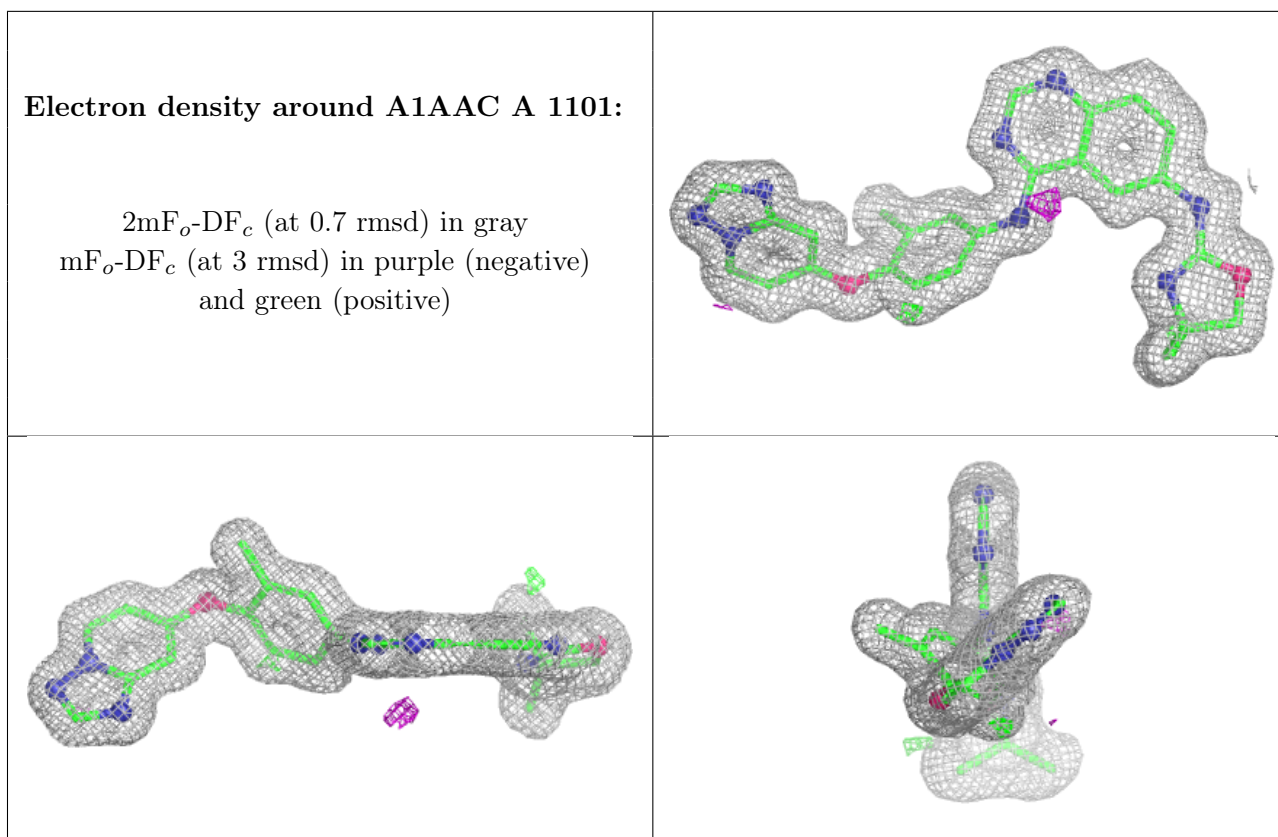 Electron density around A1AAC A 1101:
2mFo-DFc (at 0.7 rmsd) in gray
mFo-DFc (at 3 rmsd) in purple (negative)
and green (positive)